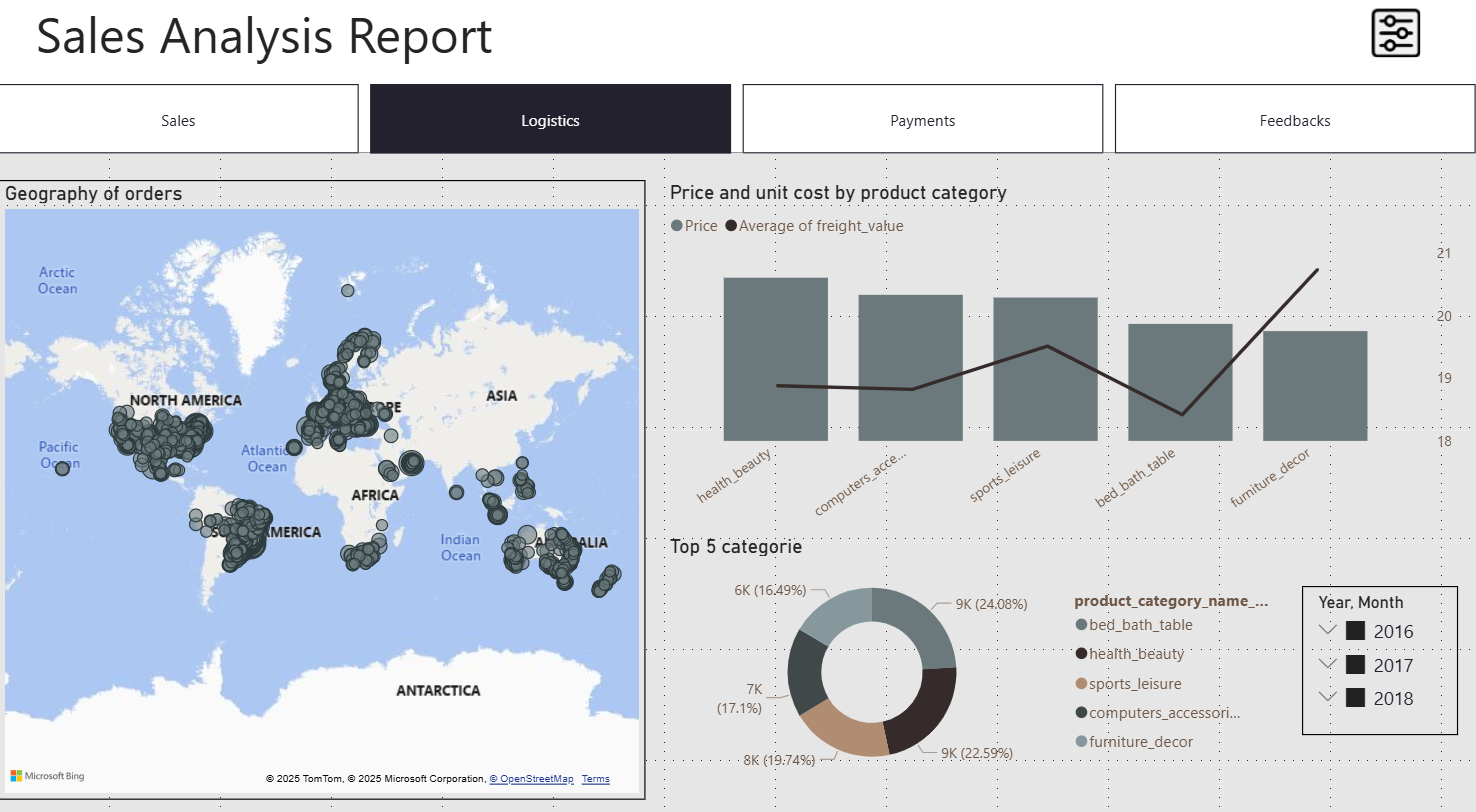 Sales Analysis Report
Sales
Logistics
Payments
Feedbacks
Geography of orders
Arctic
Ocean
NORTH AMERICA
ASIA
Pacific
Ocean
Atlantic
Ocean
AFRICA
Indian
Ocean
ANTARCTICA
Microsoft Bing
© 2025 TomTom, © 2025 Microsoft Corporation, © OpenStreetMap Terms
Price and unit cost by product category
Price Average of freight_value
21
20
19
18
health_beauty
computers_acce...
sports_leisure
bed_bath_table
furniture_decor
Top 5 categorie
6K (16.49%)
9K (24.08%)
7K
(17.1%)
8K (19.74%)
9K (22.59%)
product_category_name_...
bed_bath_table
health_beauty
sports_leisure
computers_accessori...
furniture_decor
Year, Month
2016
2017
2018